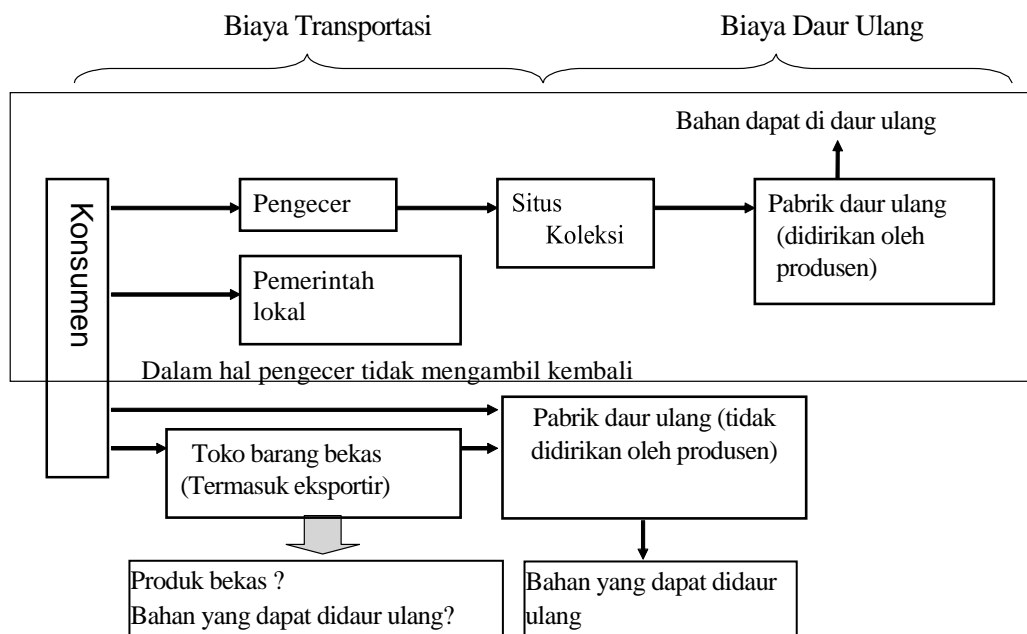 Biaya Transportasi
Biaya Daur Ulang
Bahan dapat di daur ulang
Konsumen
Pengecer
Situs
Koleksi
Pabrik daur ulang
(didirikan oleh
produsen)
Pemerintah
lokal
Dalam hal pengecer tidak mengambil kembali
Pabrik daur ulang (tidak
didirikan oleh produsen)
Toko barang bekas
(Termasuk eksportir)
Produk bekas ?
Bahan yang dapat didaur ulang?
Bahan yang dapat didaur
ulang